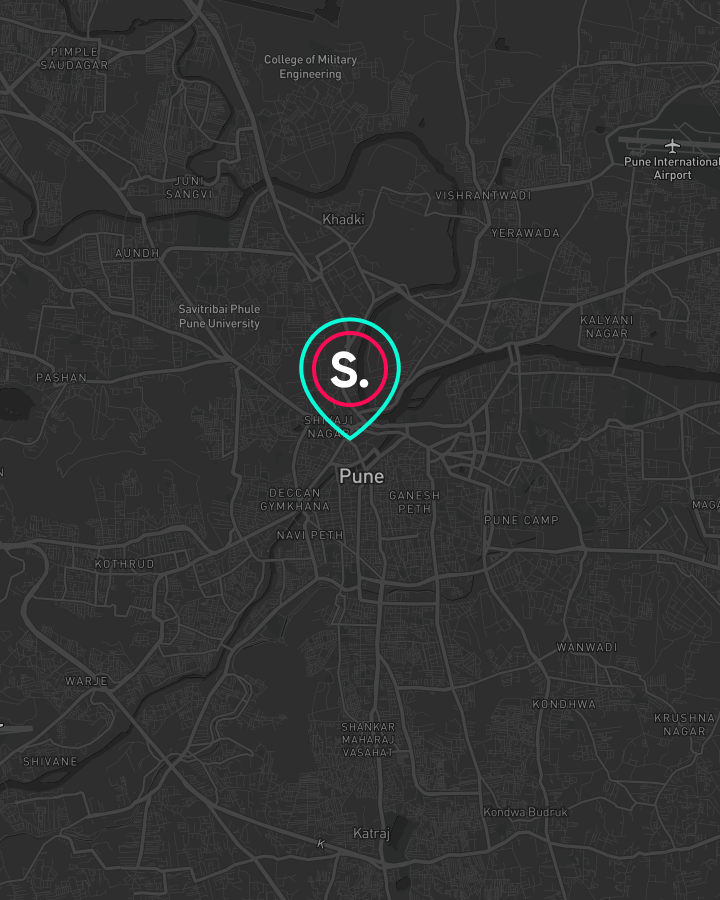 PIMPLE
SAUDAGAR
College of Military
Engineering
Pune International
Airport
JUNI
SANGVI
VISHRANTWADI
Khadki
YERAWADA
AUNDH
Savitribai Phule
Pune University
KALYANI
NAGAR
S.
PASHAN
SHIVAJI
NAGAR
Pune
DECCAN
GYMKHANA
GANESH
PETH
MAGA
PUNE CAMP
NAVI PETH
KOTHRUD
WANWADI
WARJE
KONDHWA
KRUSHNA
NAGAR
SHANKAR
MAHARAJ
VASAHAT
SHIVANE
Kondwa Budruk
Katraj
K